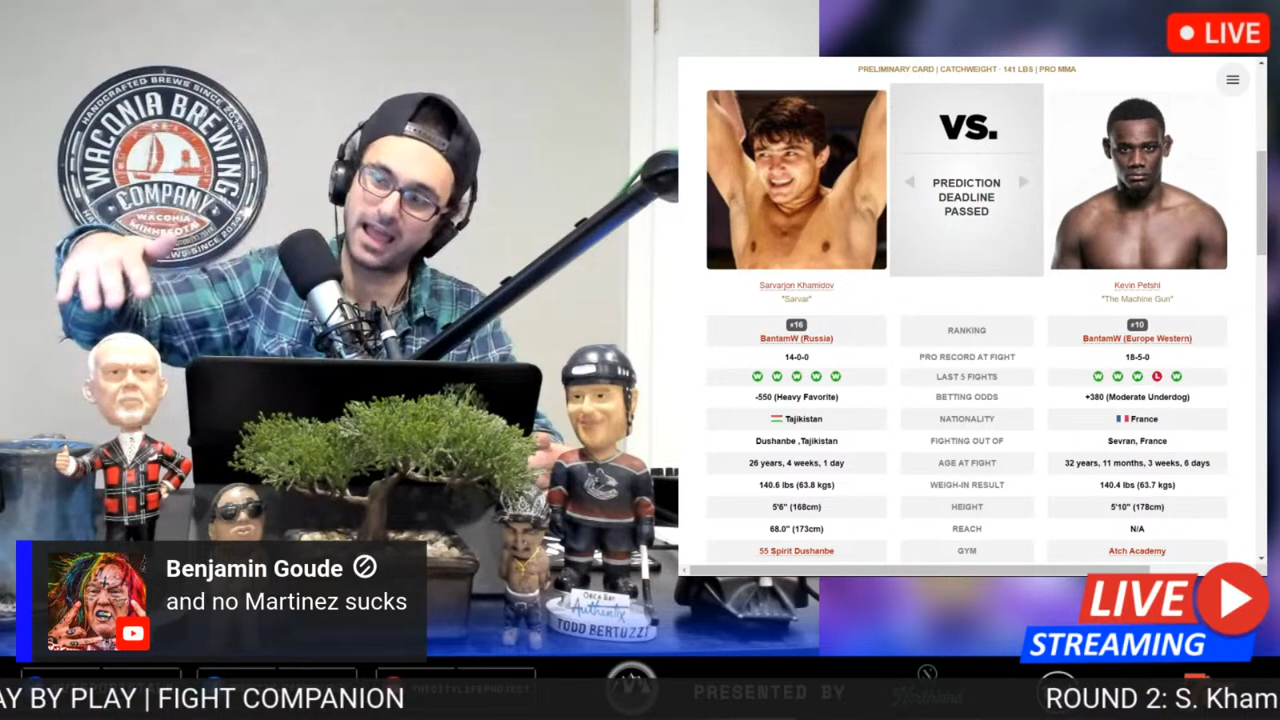 LIVE
HANDCRAFTED BREWS SINCE
WACONIA BREWING
COMPANY
WACONIA
MINNESOTA
PRELIMINARY CARD | CATCHWEIGHT · 141 LBS | PRO MMA
VS.
PREDICTION
DEADLINE
PASSED
Sarvarjon Khamidov
Kevin Petshi
"Sarvar"
"The Machine Gun"
#16 RANKING #10
BantamW (Russia) BantamW (Europe Western)
14-0-0 PRO RECORD AT FIGHT 18-5-0
W W W W W LAST 5 FIGHTS W W W L W
-550 (Heavy Favorite) BETTING ODDS +380 (Moderate Underdog)
Tajikistan NATIONALITY France
Dushanbe ,Tajikistan FIGHTING OUT OF Sevran, France
26 years, 4 weeks, 1 day AGE AT FIGHT 32 years, 11 months, 3 weeks, 6 days
140.6 lbs (63.8 kgs) WEIGH-IN RESULT 140.4 lbs (63.7 kgs)
5'6" (168cm) HEIGHT 5'10" (178cm)
68.0" (173cm) REACH N/A
55 Spirit Dushanbe GYM Atch Academy
Benjamin Goude
and no Martinez sucks
ORCA BAY
Authentix
TODD BERTUZZI
LIVE
STREAMING
THECITYLIFEPROJECT
PRESENTED BY
Northland
AY BY PLAY | FIGHT COMPANION
ROUND 2: S. Kham